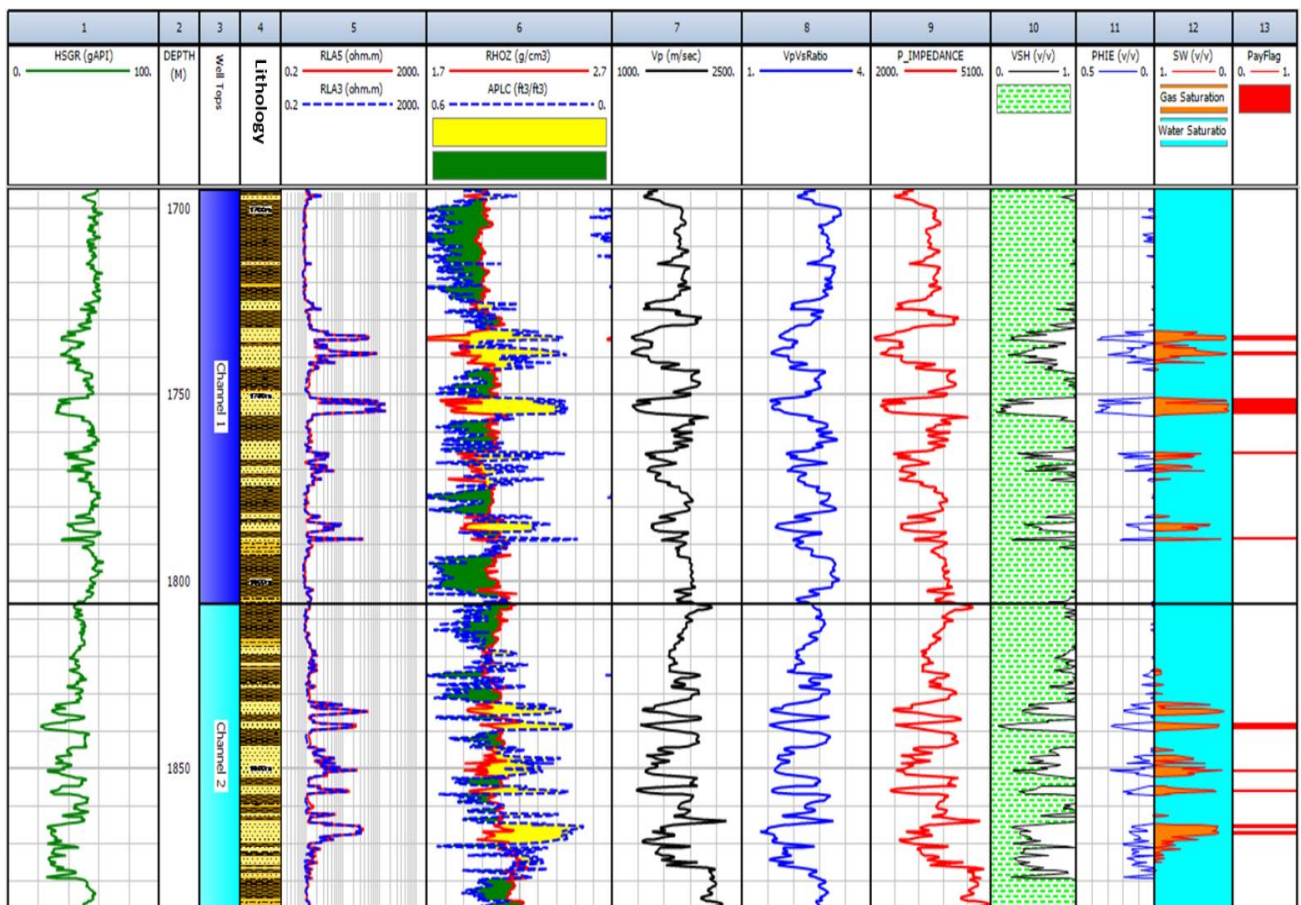 1 2 3 4 5 6 7 8 9 10 11 12 13
HSGR (gAPI)
0. 100.
DEPTH
(M)
Well Tops
Lithology
RLA5 (ohm.m)
0.2 2000.
RLA3 (ohm.m)
0.2 2000.
RHOZ (g/cm3)
1.7 2.7
APLC (ft3/ft3)
0.6 0.
Vp (m/sec)
1000. 2500.
VpVsRatio
1. 4.
P_IMPEDANCE
2000. 5100.
VSH (v/v)
0. 1.
PHIE (v/v)
0.5 0.
SW (v/v)
1. 0.
Gas Saturation
Water Saturatio
PayFlag
0. 1.
1700
1750
Channel 1
1800
Channel 2
1850